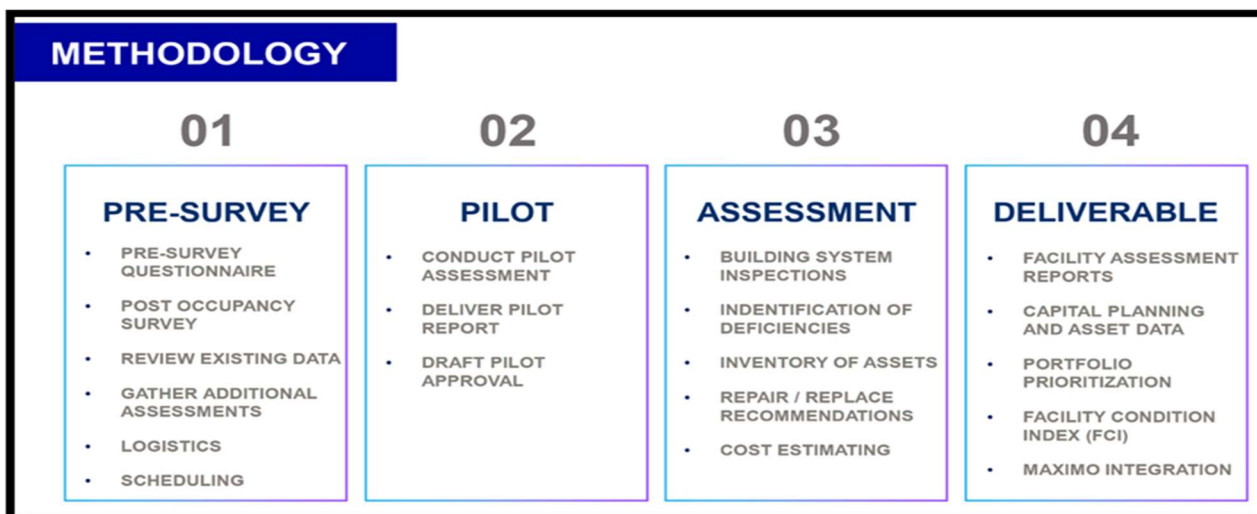 METHODOLOGY
01
PRE-SURVEY
• PRE-SURVEY
QUESTIONNAIRE
• POST OCCUPANCY
SURVEY
• REVIEW EXISTING DATA
• GATHER ADDITIONAL
ASSESSMENTS
• LOGISTICS
• SCHEDULING
02
PILOT
• CONDUCT PILOT
ASSESSMENT
• DELIVER PILOT
REPORT
• DRAFT PILOT
APPROVAL
03
ASSESSMENT
• BUILDING SYSTEM
INSPECTIONS
• INDENTIFICATION OF
DEFICIENCIES
• INVENTORY OF ASSETS
• REPAIR / REPLACE
RECOMMENDATIONS
• COST ESTIMATING
04
DELIVERABLE
• FACILITY ASSESSMENT
REPORTS
• CAPITAL PLANNING
AND ASSET DATA
• PORTFOLIO
PRIORITIZATION
• FACILITY CONDITION
INDEX (FCI)
• MAXIMO INTEGRATION